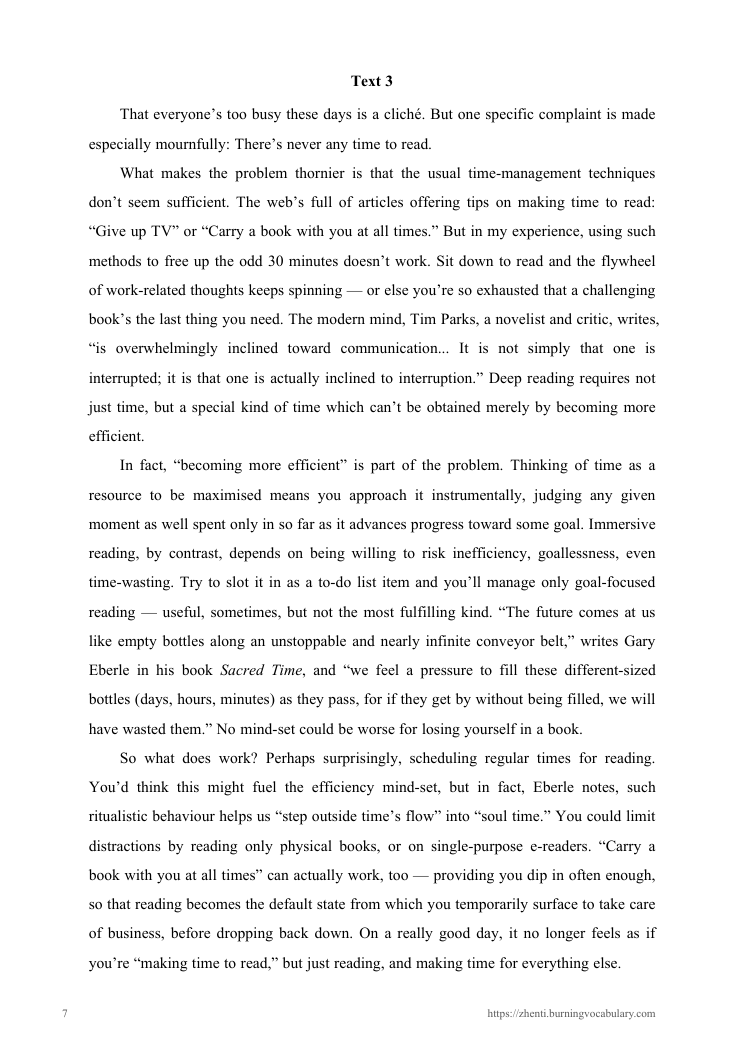 Text 3
That everyone’s too busy these days is a cliché. But one specific complaint is made
especially mournfully: There’s never any time to read.
What makes the problem thornier is that the usual time-management techniques
don’t seem sufficient. The web’s full of articles offering tips on making time to read:
“Give up TV” or “Carry a book with you at all times.” But in my experience, using such
methods to free up the odd 30 minutes doesn’t work. Sit down to read and the flywheel
of work-related thoughts keeps spinning — or else you’re so exhausted that a challenging
book’s the last thing you need. The modern mind, Tim Parks, a novelist and critic, writes,
“is overwhelmingly inclined toward communication... It is not simply that one is
interrupted; it is that one is actually inclined to interruption.” Deep reading requires not
just time, but a special kind of time which can’t be obtained merely by becoming more
efficient.
In fact, “becoming more efficient” is part of the problem. Thinking of time as a
resource to be maximised means you approach it instrumentally, judging any given
moment as well spent only in so far as it advances progress toward some goal. Immersive
reading, by contrast, depends on being willing to risk inefficiency, goallessness, even
time-wasting. Try to slot it in as a to-do list item and you’ll manage only goal-focused
reading — useful, sometimes, but not the most fulfilling kind. “The future comes at us
like empty bottles along an unstoppable and nearly infinite conveyor belt,” writes Gary
Eberle in his book Sacred Time, and “we feel a pressure to fill these different-sized
bottles (days, hours, minutes) as they pass, for if they get by without being filled, we will
have wasted them.” No mind-set could be worse for losing yourself in a book.
So what does work? Perhaps surprisingly, scheduling regular times for reading.
You’d think this might fuel the efficiency mind-set, but in fact, Eberle notes, such
ritualistic behaviour helps us “step outside time’s flow” into “soul time.” You could limit
distractions by reading only physical books, or on single-purpose e-readers. “Carry a
book with you at all times” can actually work, too — providing you dip in often enough,
so that reading becomes the default state from which you temporarily surface to take care
of business, before dropping back down. On a really good day, it no longer feels as if
you’re “making time to read,” but just reading, and making time for everything else.
7
https://zhenti.burningvocabulary.com